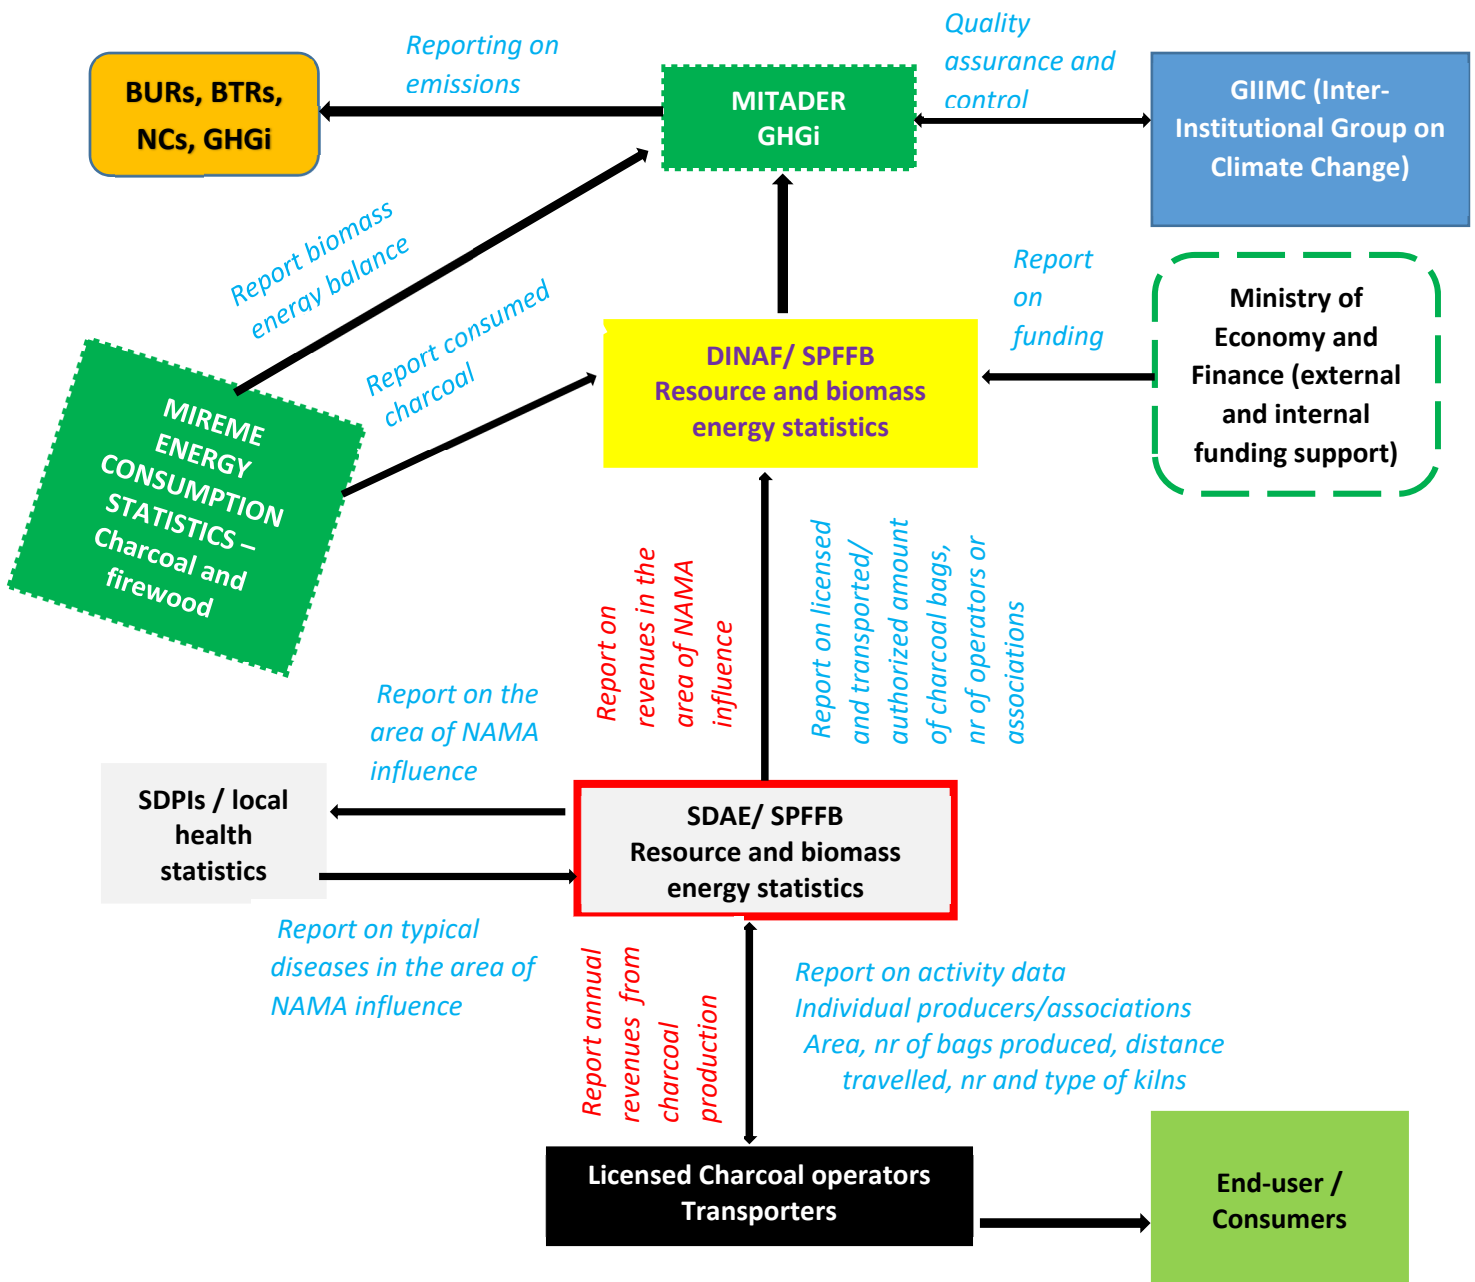 Reporting on
emissions
Quality
assurance and
control
BURs, BTRs,
NCs, GHGi
MITADER
GHGi
GIIMC (Inter-
Institutional Group on
Climate Change)
Report biomass
energy balance
Report consumed
charcoal
Report
on
funding
Ministry of
Economy and
Finance (external
and internal
funding support)
DINAF/ SPFFB
Resource and biomass
energy statistics
MIREME
ENERGY
CONSUMPTION
STATISTICS –
Charcoal and
firewood
Report on
revenues in the
area of NAMA
influence
Report on licensed
and transported/
authorized amount
of charcoal bags,
nr of operators or
associations
Report on the
area of NAMA
influence
SDPIs / local
health
statistics
SDAE/ SPFFB
Resource and biomass
energy statistics
Report on typical
diseases in the area of
NAMA influence
Report annual
revenues from
charcoal
production
Report on activity data
Individual producers/associations
Area, nr of bags produced, distance
travelled, nr and type of kilns
Licensed Charcoal operators
Transporters
End-user /
Consumers